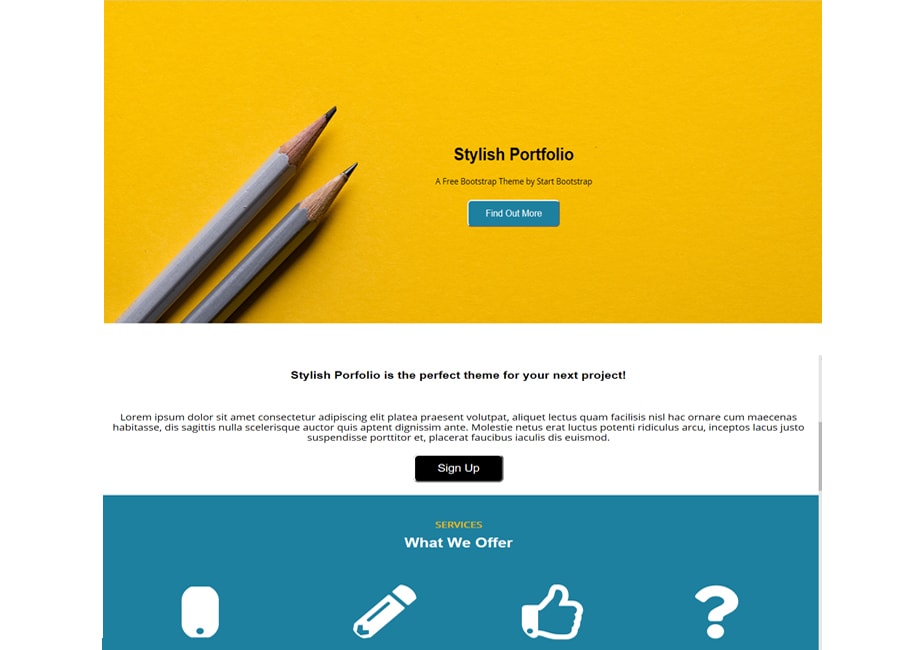 Stylish Portfolio
A Free Bootstrap Theme by Start Bootstrap
Find Out More
Stylish Porfolio is the perfect theme for your next project!
Lorem ipsum dolor sit amet consectetur adipiscing elit platea praesent volutpat, aliquet lectus quam facilisis nisl hac ornare cum maecenas
habitasse, dis sagittis nulla scelerisque auctor quis aptent dignissim ante. Molestie netus erat luctus potenti ridiculus arcu, inceptos lacus justo
suspendisse porttitor et, placerat faucibus iaculis dis euismod.
Sign Up
SERVICES
What We Offer